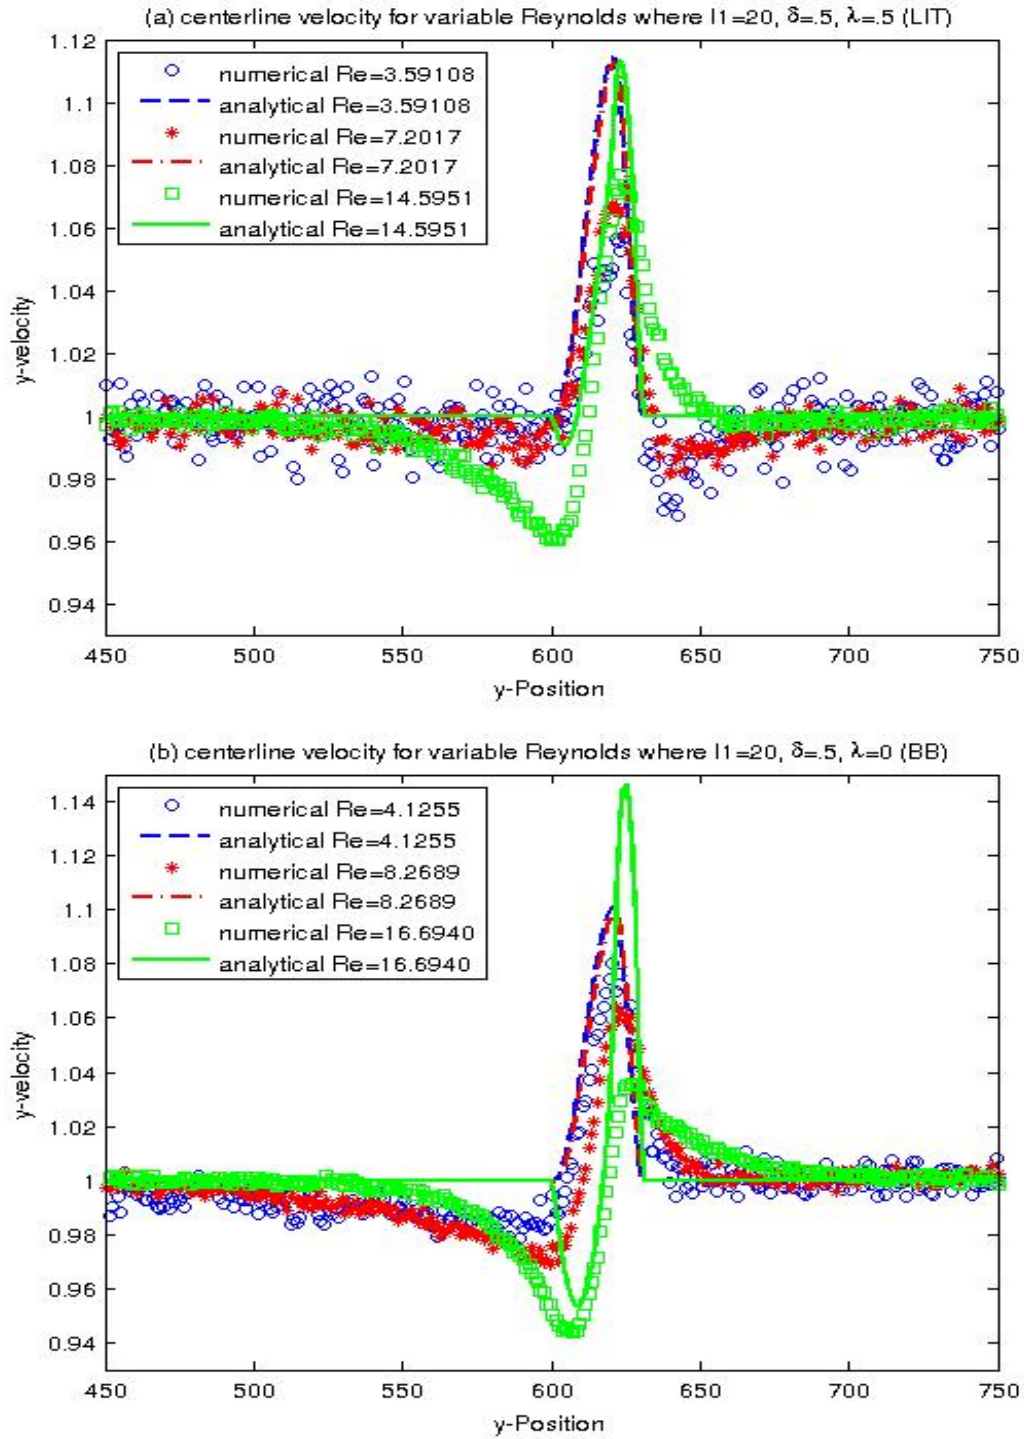 (a) centerline velocity for variable Reynolds where l1=20, δ=.5, λ=.5 (LIT)
1.12
1.1
1.08
1.06
1.04
1.02
1
0.98
0.96
0.94
y-velocity
numerical Re=3.59108
analytical Re=3.59108
numerical Re=7.2017
analytical Re=7.2017
numerical Re=14.5951
analytical Re=14.5951
450 500 550 600 650 700 750
y-Position
(b) centerline velocity for variable Reynolds where l1=20, δ=.5, λ=0 (BB)
1.14
1.12
1.1
1.08
1.06
1.04
1.02
1
0.98
0.96
0.94
y-velocity
numerical Re=4.1255
analytical Re=4.1255
numerical Re=8.2689
analytical Re=8.2689
numerical Re=16.6940
analytical Re=16.6940
450 500 550 600 650 700 750
y-Position